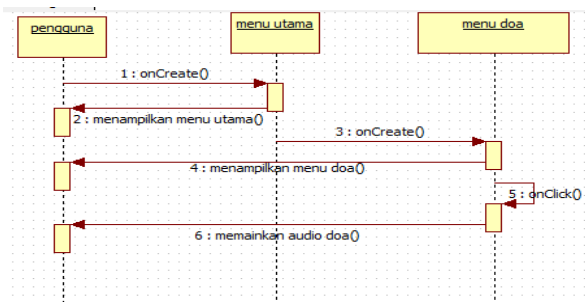 pengguna
menu utama
menu doa
1 : onCreate()
2 : menampilkan menu utama()
3 : onCreate()
4 : menampilkan menu doa()
5 : onClick()
6 : memainkan audio doa()